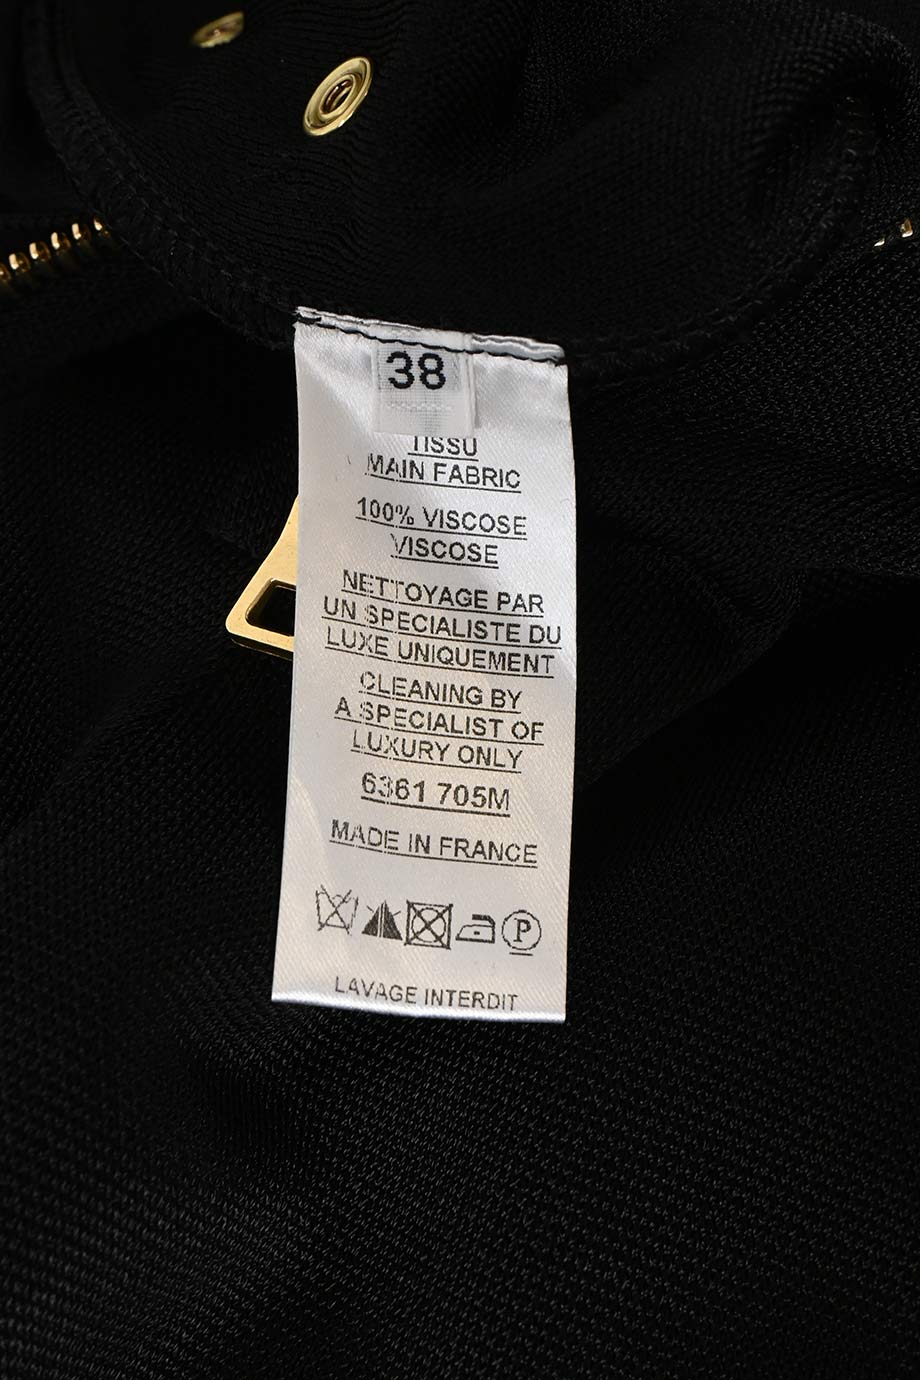 38
TISSU
MAIN FABRIC
100% VISCOSE
VISCOSE
NETTOYAGE PAR
UN SPECIALISTE DU
LUXE UNIQUEMENT
CLEANING BY
A SPECIALIST OF
LUXURY ONLY
6361 705M
MADE IN FRANCE
P
LAVAGE INTERDIT